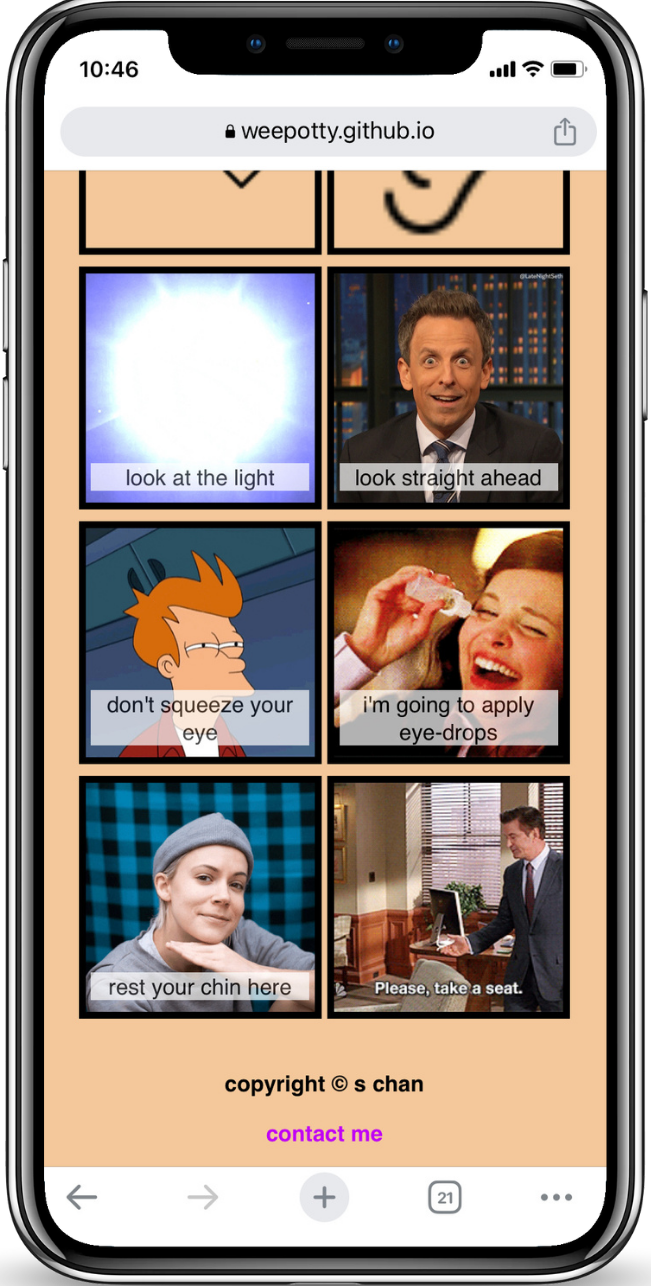 10:46
weepotty.github.io
@LateNightSeth
look at the light
look straight ahead
don't squeeze your
eye
i'm going to apply
eye-drops
rest your chin here
Please, take a seat.
copyright © s chan
contact me
21